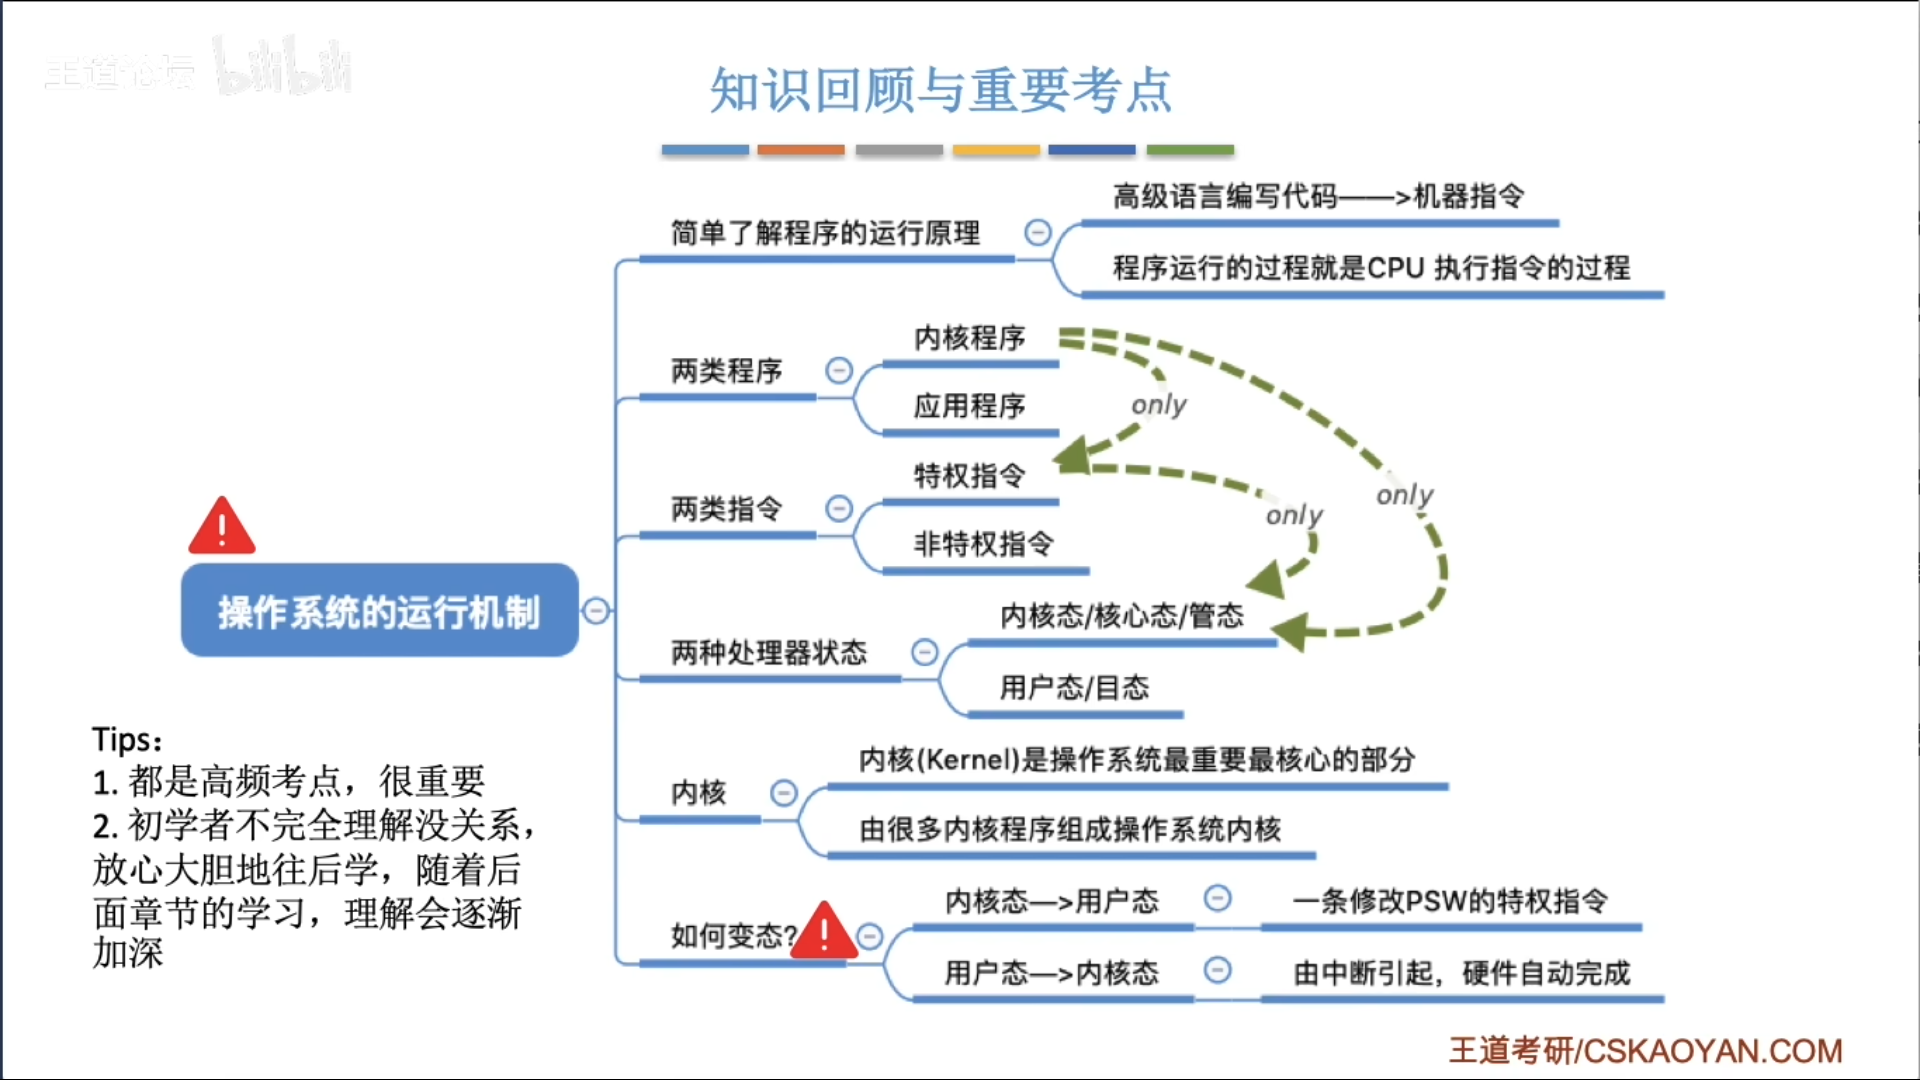 王道论坛 bilibili
知识回顾与重要考点
高级语言编写代码——>机器指令
简单了解程序的运行原理
程序运行的过程就是CPU 执行指令的过程
内核程序
两类程序
应用程序
only
特权指令
两类指令
非特权指令
only
only
操作系统的运行机制
内核态/核心态/管态
两种处理器状态
用户态/目态
内核(Kernel)是操作系统最重要最核心的部分
内核
由很多内核程序组成操作系统内核
内核态—>用户态
一条修改PSW的特权指令
如何变态?
用户态—>内核态
由中断引起，硬件自动完成
Tips：
1. 都是高频考点，很重要
2. 初学者不完全理解没关系，
放心大胆地往后学，随着后
面章节的学习，理解会逐渐
加深
王道考研/CSKAOYAN.COM